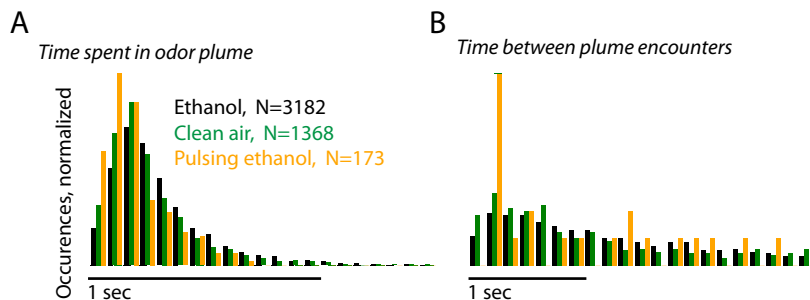 A
Time spent in odor plume
Occurences, normalized
Ethanol, N=3182
Clean air, N=1368
Pulsing ethanol, N=173
1 sec
B
Time between plume encounters
1 sec